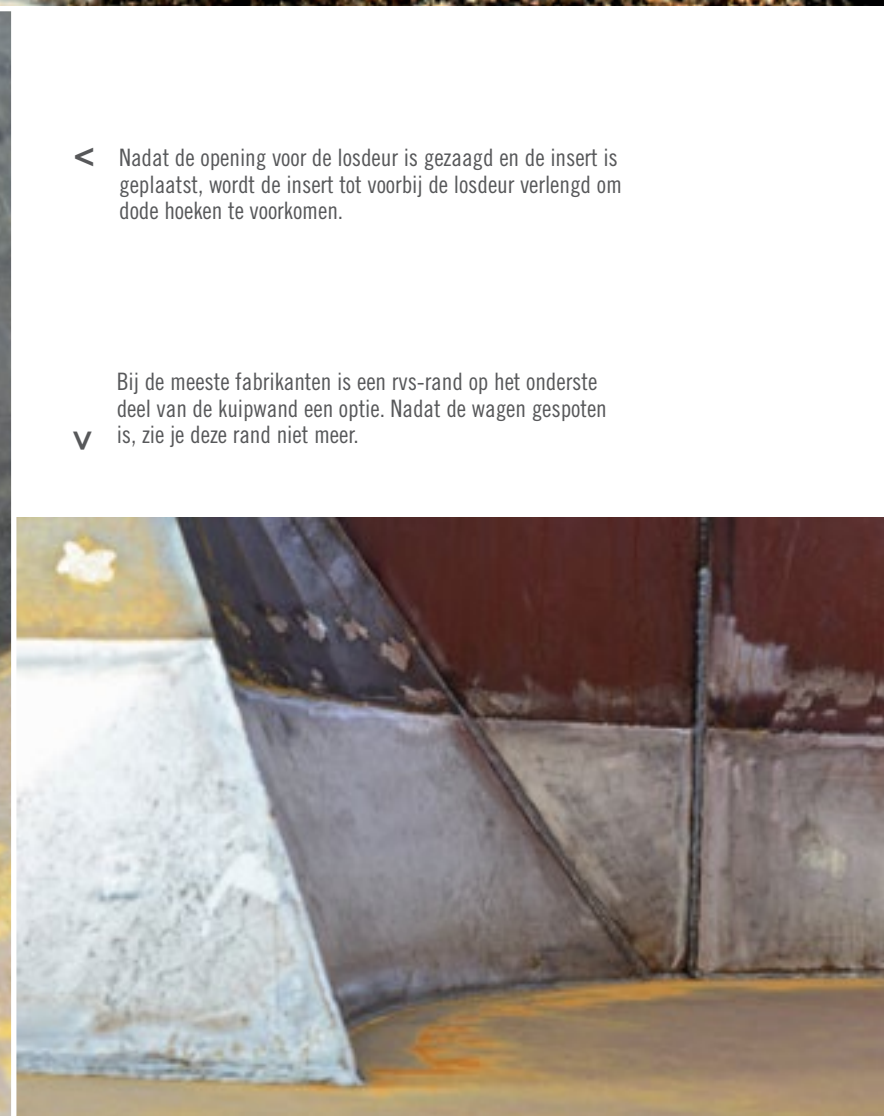 < Nadat de opening voor de losdeur is gezaagd en de insert is
geplaatst, wordt de insert tot voorbij de losdeur verlengd om
dode hoeken te voorkomen.
Bij de meeste fabrikanten is een rvs-rand op het onderste
deel van de kuipwand een optie. Nadat de wagen gespoten
v is, zie je deze rand niet meer.